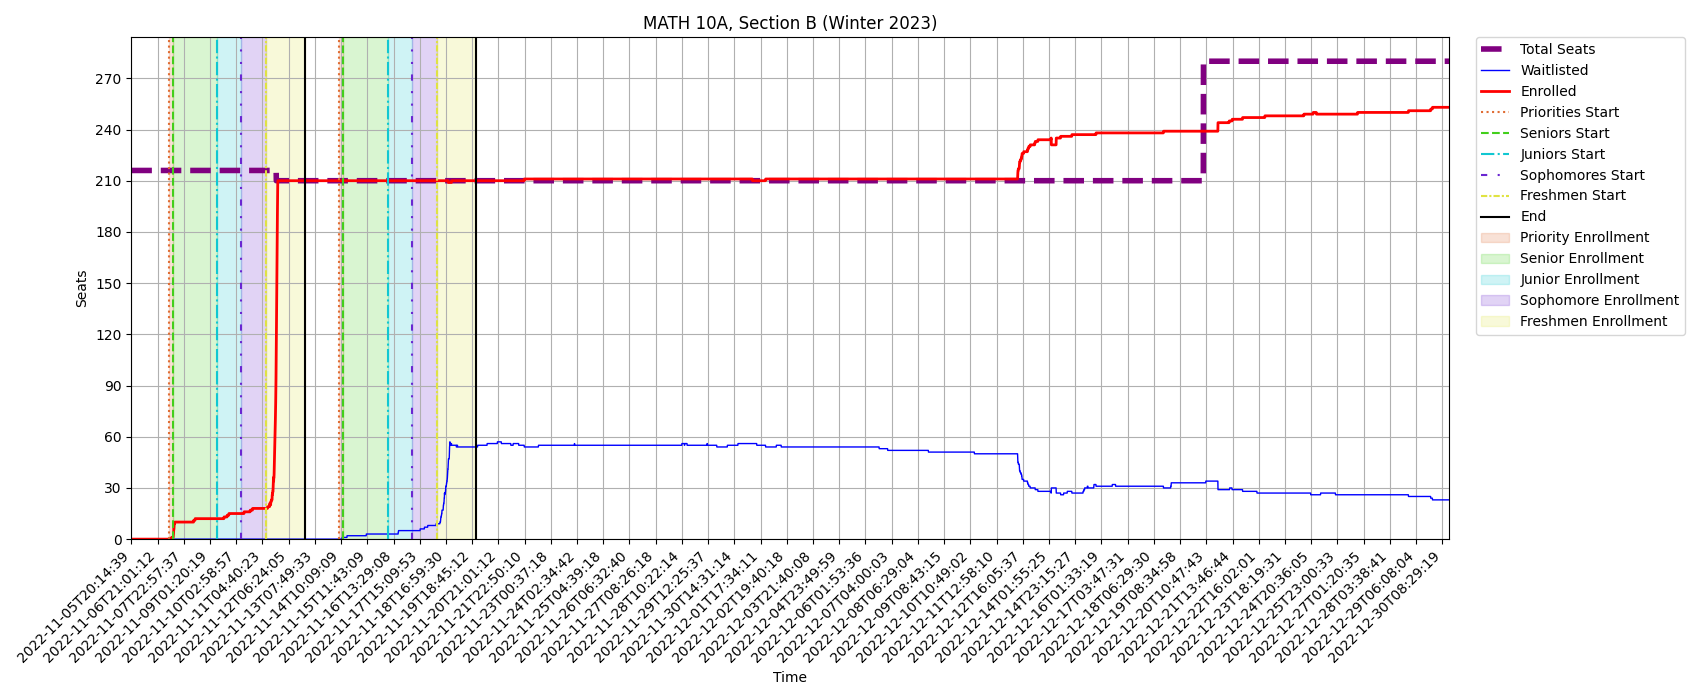 MATH 10A, Section B (Winter 2023)
Seats
270
240
210
180
150
120
90
60
30
0
2022-11-05T20:14:39
2022-11-06T21:01:12
2022-11-07T22:57:37
2022-11-09T01:20:19
2022-11-10T02:58:57
2022-11-11T04:40:23
2022-11-12T06:24:05
2022-11-13T07:49:33
2022-11-14T10:09:09
2022-11-15T11:43:09
2022-11-16T13:29:08
2022-11-17T15:09:53
2022-11-18T16:59:30
2022-11-19T18:45:12
2022-11-20T21:01:12
2022-11-21T22:50:10
2022-11-23T00:37:18
2022-11-24T02:34:42
2022-11-25T04:39:18
2022-11-26T06:32:40
2022-11-27T08:26:18
2022-11-28T10:22:14
2022-11-29T12:25:37
2022-11-30T14:31:14
2022-12-01T17:34:11
2022-12-02T19:40:18
2022-12-03T21:40:08
2022-12-04T23:49:59
2022-12-06T01:53:36
2022-12-07T04:00:03
2022-12-08T06:29:04
2022-12-09T08:43:15
2022-12-10T10:49:02
2022-12-11T12:58:10
2022-12-12T16:05:37
2022-12-14T01:55:25
2022-12-14T23:15:27
2022-12-16T01:33:19
2022-12-17T03:47:31
2022-12-18T06:29:30
2022-12-19T08:34:58
2022-12-20T10:47:43
2022-12-21T13:46:44
2022-12-22T16:02:01
2022-12-23T18:19:31
2022-12-24T20:36:05
2022-12-25T23:00:33
2022-12-27T01:20:35
2022-12-28T03:38:41
2022-12-29T06:08:04
2022-12-30T08:29:19
Time
Total Seats
Waitlisted
Enrolled
Priorities Start
Seniors Start
Juniors Start
Sophomores Start
Freshmen Start
End
Priority Enrollment
Senior Enrollment
Junior Enrollment
Sophomore Enrollment
Freshmen Enrollment